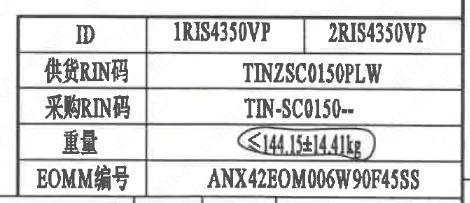 ID 1RIS4350VP 2RIS4350VP
供货RIN码 TINZSC0150PLW
采购RIN码 TIN-SC0150--
重量 ≤144.15±14.41kg
EOMM编号 ANX42EOM006W90F45SS